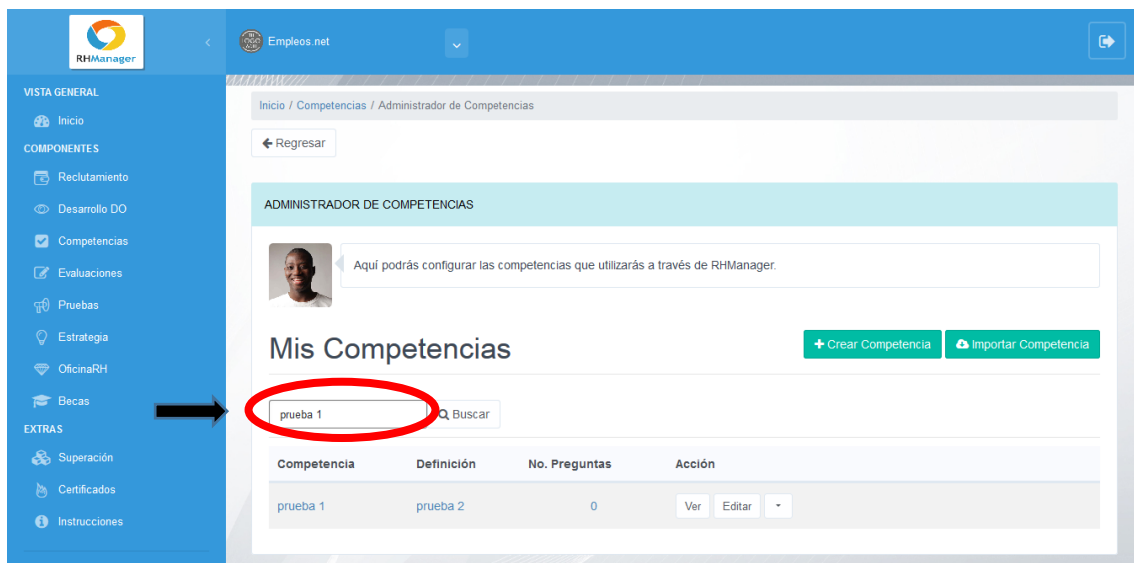 RHManager
Empleos.net
VISTA GENERAL
Inicio
COMPONENTES
Reclutamiento
Desarrollo DO
Competencias
Evaluaciones
Pruebas
Estrategia
OficinaRH
Becas
EXTRAS
Superación
Certificados
Instrucciones
Inicio / Competencias / Administrador de Competencias
Regresar
ADMINISTRADOR DE COMPETENCIAS
Aquí podrás configurar las competencias que utilizarás a través de RHManager.
Mis Competencias
Crear Competencia
Importar Competencia
prueba 1
Buscar
Competencia Definición No. Preguntas Acción
prueba 1 prueba 2 0 Ver Editar